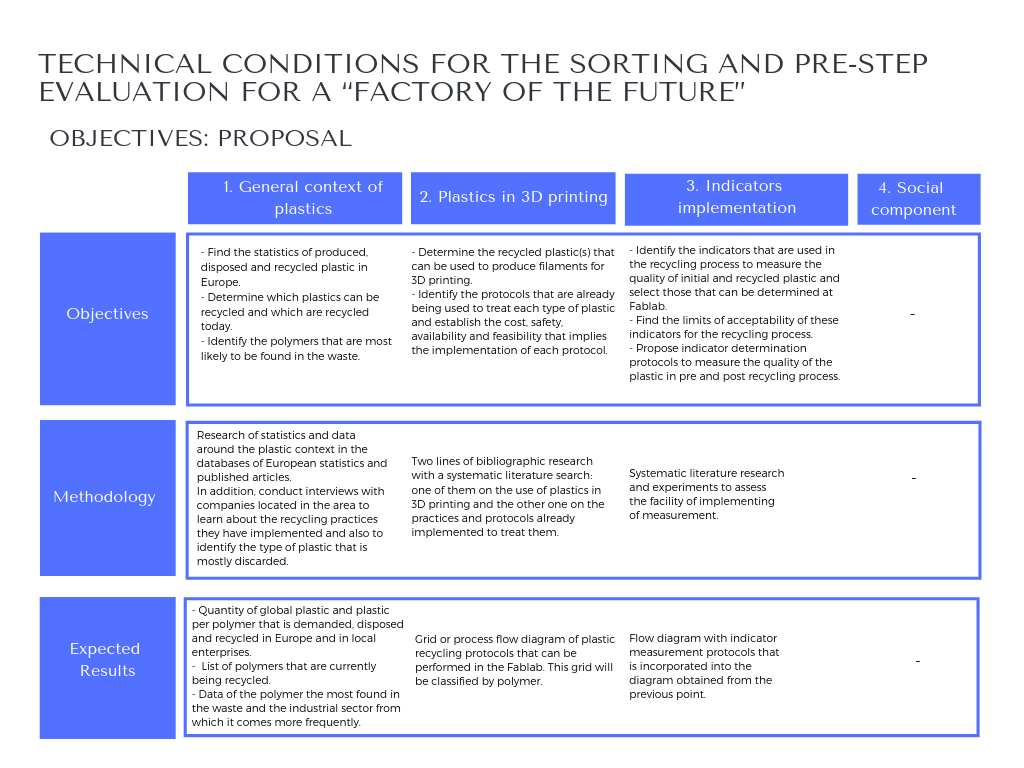 TECHNICAL CONDITIONS FOR THE SORTING AND PRE-STEP
EVALUATION FOR A “FACTORY OF THE FUTURE”
OBJECTIVES: PROPOSAL
1. General context of
plastics
2. Plastics in 3D printing
3. Indicators
implementation
4. Social
component
Objectives
- Find the statistics of produced,
disposed and recycled plastic in
Europe.
- Determine which plastics can be
recycled and which are recycled
today.
- Identify the polymers that are most
likely to be found in the waste.
- Determine the recycled plastic(s) that
can be used to produce filaments for
3D printing.
- Identify the protocols that are already
being used to treat each type of plastic
and establish the cost, safety,
availability and feasibility that implies
the implementation of each protocol.
- Identify the indicators that are used in
the recycling process to measure the
quality of initial and recycled plastic and
select those that can be determined at
Fablab.
- Find the limits of acceptability of these
indicators for the recycling process.
- Propose indicator determination
protocols to measure the quality of the
plastic in pre and post recycling process.
-
Methodology
Research of statistics and data
around the plastic context in the
databases of European statistics and
published articles.
In addition, conduct interviews with
companies located in the area to
learn about the recycling practices
they have implemented and also to
identify the type of plastic that is
mostly discarded.
Two lines of bibliographic research
with a systematic literature search:
one of them on the use of plastics in
3D printing and the other one on the
practices and protocols already
implemented to treat them.
Systematic literature research
and experiments to assess
the facility of implementing
of measurement.
-
Expected
Results
- Quantity of global plastic and plastic
per polymer that is demanded, disposed
and recycled in Europe and in local
enterprises.
- List of polymers that are currently
being recycled.
- Data of the polymer the most found in
the waste and the industrial sector from
which it comes more frequently.
Grid or process flow diagram of plastic
recycling protocols that can be
performed in the Fablab. This grid will
be classified by polymer.
Flow diagram with indicator
measurement protocols that
is incorporated into the
diagram obtained from the
previous point.
-